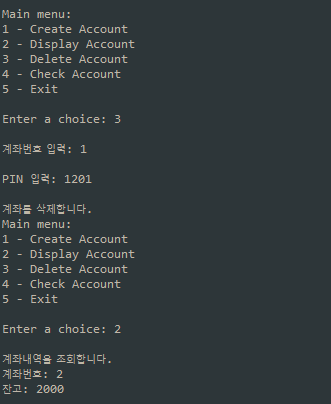 Main menu:
1 - Create Account
2 - Display Account
3 - Delete Account
4 - Check Account
5 - Exit
Enter a choice: 3
계좌번호 입력: 1
PIN 입력: 1201
계좌를 삭제합니다.
Main menu:
1 - Create Account
2 - Display Account
3 - Delete Account
4 - Check Account
5 - Exit
Enter a choice: 2
계좌내역을 조회합니다.
계좌번호: 2
잔고: 2000